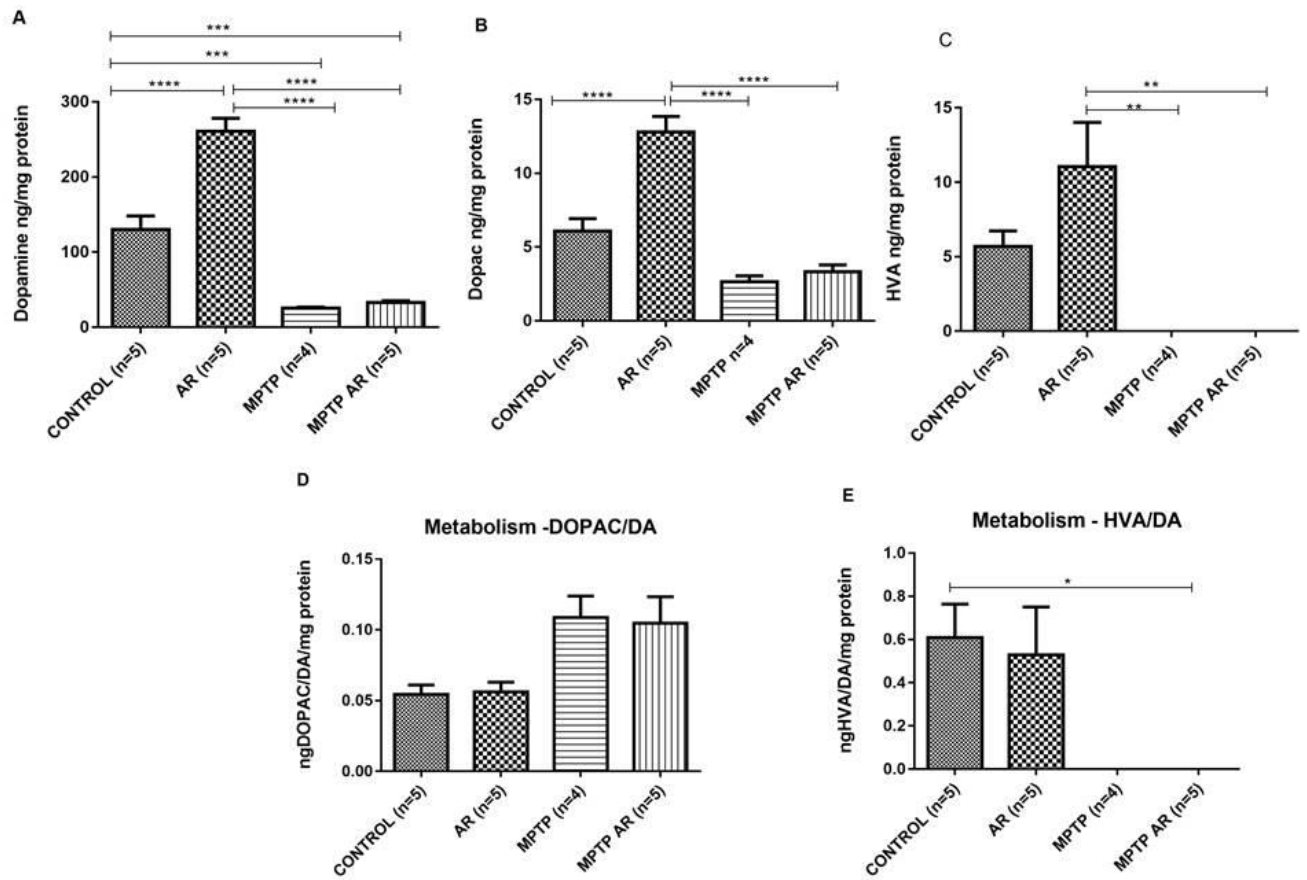 A
***
***
****
****
****
Dopamine ng/mg protein
300
200
100
0
CONTROL (n=5)
AR (n=5)
MPTP (n=4)
MPTP AR (n=5)
B
****
****
****
Dopac ng/mg protein
15
10
5
0
CONTROL (n=5)
AR (n=5)
MPTP n=4
MPTP AR (n=5)
C
**
**
HVA ng/mg protein
15
10
5
0
CONTROL (n=5)
AR (n=5)
MPTP (n=4)
MPTP AR (n=5)
D
Metabolism -DOPAC/DA
ngDOPAC/DA/mg protein
0.15
0.10
0.05
0.00
CONTROL (n=5)
AR (n=5)
MPTP (n=4)
MPTP AR (n=5)
E
Metabolism - HVA/DA
*
ngHVA/DA/mg protein
1.0
0.8
0.6
0.4
0.2
0.0
CONTROL (n=5)
AR (n=5)
MPTP (n=4)
MPTP AR (n=5)